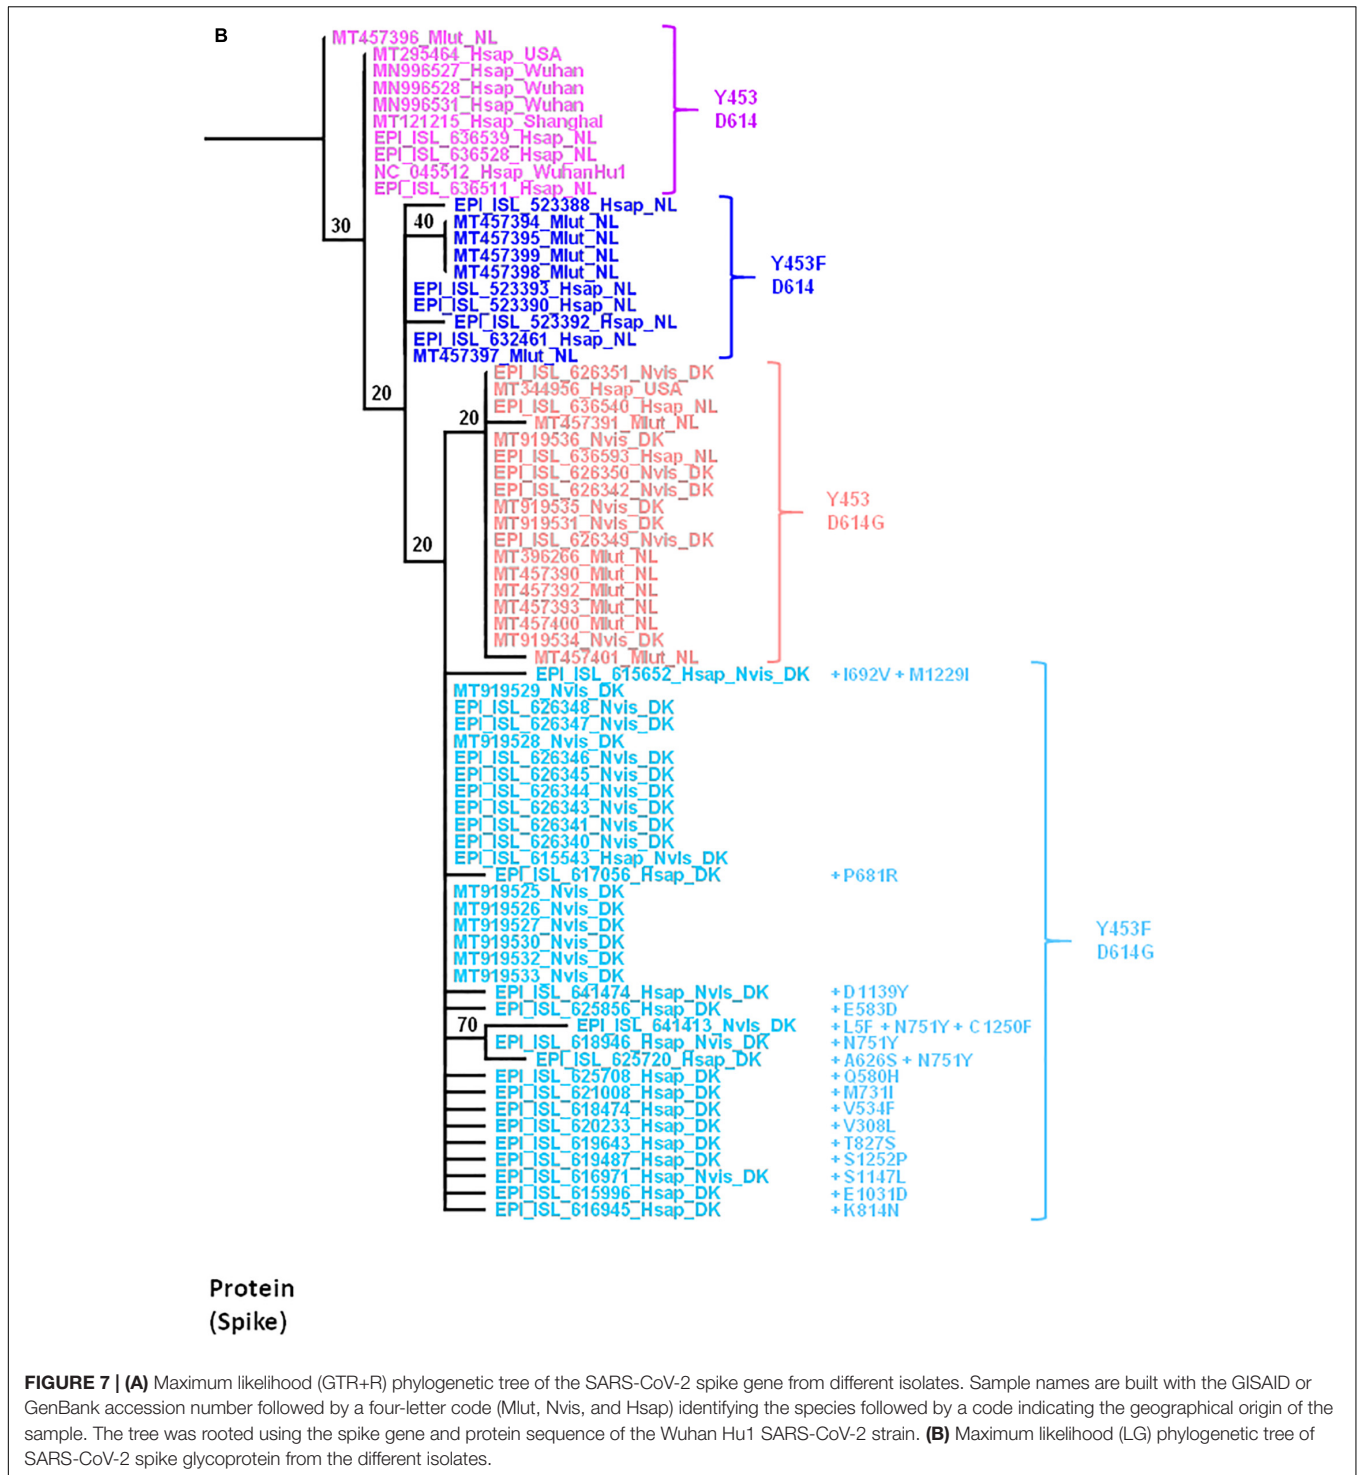 B
MT457396_Mlut_NL
MT295464_Hsap_USA
MN996527_Hsap_Wuhan
MN996528_Hsap_Wuhan
MN996531_Hsap_Wuhan
MT121215_Hsap_Shanghai
EPI_ISL_636539_Hsap_NL
EPI_ISL_636528_Hsap_NL
NC_045512_Hsap_WuhanHu1
EPI_ISL_636511_Hsap_NL
Y453
D614
30
EPI_ISL_523388_Hsap_NL
40
MT457394_Mlut_NL
MT457395_Mlut_NL
MT457399_Mlut_NL
MT457398_Mlut_NL
EPI_ISL_523393_Hsap_NL
EPI_ISL_523390_Hsap_NL
EPI_ISL_523392_Hsap_NL
EPI_ISL_632461_Hsap_NL
MT457397_Mlut_NL
Y453F
D614
20
EPI_ISL_626351_Nvis_DK
MT344956_Hsap_USA
EPI_ISL_636540_Hsap_NL
20
MT457391_Mlut_NL
MT919536_Nvis_DK
EPI_ISL_636593_Hsap_NL
EPI_ISL_626350_Nvis_DK
EPI_ISL_626342_Nvis_DK
MT919535_Nvis_DK
MT919531_Nvis_DK
EPI_ISL_626349_Nvis_DK
MT396266_Mlut_NL
MT457390_Mlut_NL
MT457392_Mlut_NL
MT457393_Mlut_NL
MT457400_Mlut_NL
MT919534_Nvis_DK
MT457401_Mlut_NL
Y453
D614G
20
EPI_ISL_615652_Hsap_Nvis_DK +I692V + M1229I
MT919529_Nvis_DK
EPI_ISL_626348_Nvis_DK
EPI_ISL_626347_Nvis_DK
MT919528_Nvis_DK
EPI_ISL_626346_Nvis_DK
EPI_ISL_626345_Nvis_DK
EPI_ISL_626344_Nvis_DK
EPI_ISL_626343_Nvis_DK
EPI_ISL_626341_Nvis_DK
EPI_ISL_626340_Nvis_DK
EPI_ISL_615543_Hsap_Nvis_DK
EPI_ISL_617056_Hsap_DK +P681R
MT919525_Nvis_DK
MT919526_Nvis_DK
MT919527_Nvis_DK
MT919530_Nvis_DK
MT919532_Nvis_DK
MT919533_Nvis_DK
EPI_ISL_641474_Hsap_Nvis_DK +D1139Y
EPI_ISL_625856_Hsap_DK +E583D
70
EPI_ISL_641413_Nvis_DK +L5F + N751Y + C1250F
EPI_ISL_618946_Hsap_Nvis_DK +N751Y
EPI_ISL_625720_Hsap_DK +A626S + N751Y
EPI_ISL_625708_Hsap_DK +Q580H
EPI_ISL_621008_Hsap_DK +M731I
EPI_ISL_618474_Hsap_DK +V534F
EPI_ISL_620233_Hsap_DK +V308L
EPI_ISL_619643_Hsap_DK +T827S
EPI_ISL_619487_Hsap_DK +S1252P
EPI_ISL_616971_Hsap_Nvis_DK +S1147L
EPI_ISL_615996_Hsap_DK +E1031D
EPI_ISL_616945_Hsap_DK +K814N
Y453F
D614G
Protein
(Spike)
FIGURE 7 | (A) Maximum likelihood (GTR+R) phylogenetic tree of the SARS-CoV-2 spike gene from different isolates. Sample names are built with the GISAID or
GenBank accession number followed by a four-letter code (Mlut, Nvis, and Hsap) identifying the species followed by a code indicating the geographical origin of the
sample. The tree was rooted using the spike gene and protein sequence of the Wuhan Hu1 SARS-CoV-2 strain. (B) Maximum likelihood (LG) phylogenetic tree of
SARS-CoV-2 spike glycoprotein from the different isolates.